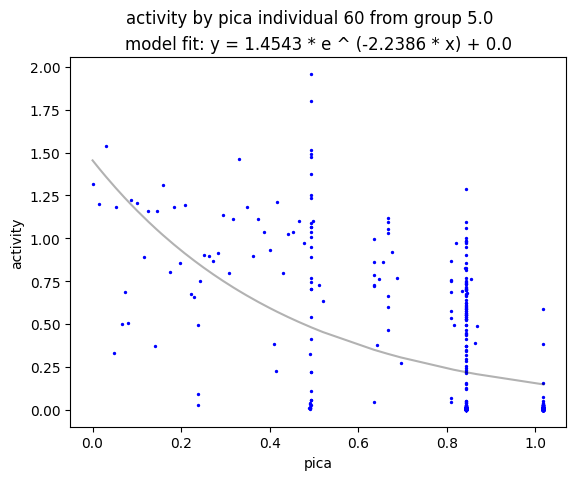 activity by pica individual 60 from group 5.0
model fit: y = 1.4543 * e ^ (-2.2386 * x) + 0.0
2.00
1.75
1.50
1.25
1.00
0.75
0.50
0.25
0.00
activity
0.0 0.2 0.4 0.6 0.8 1.0
pica